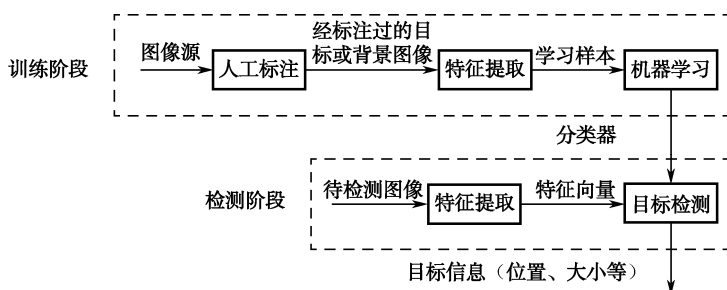 训练阶段
图像源
人工标注
经标注过的目
标或背景图像
特征提取
学习样本
机器学习
分类器
检测阶段
待检测图像
特征提取
特征向量
目标检测
目标信息（位置、大小等）